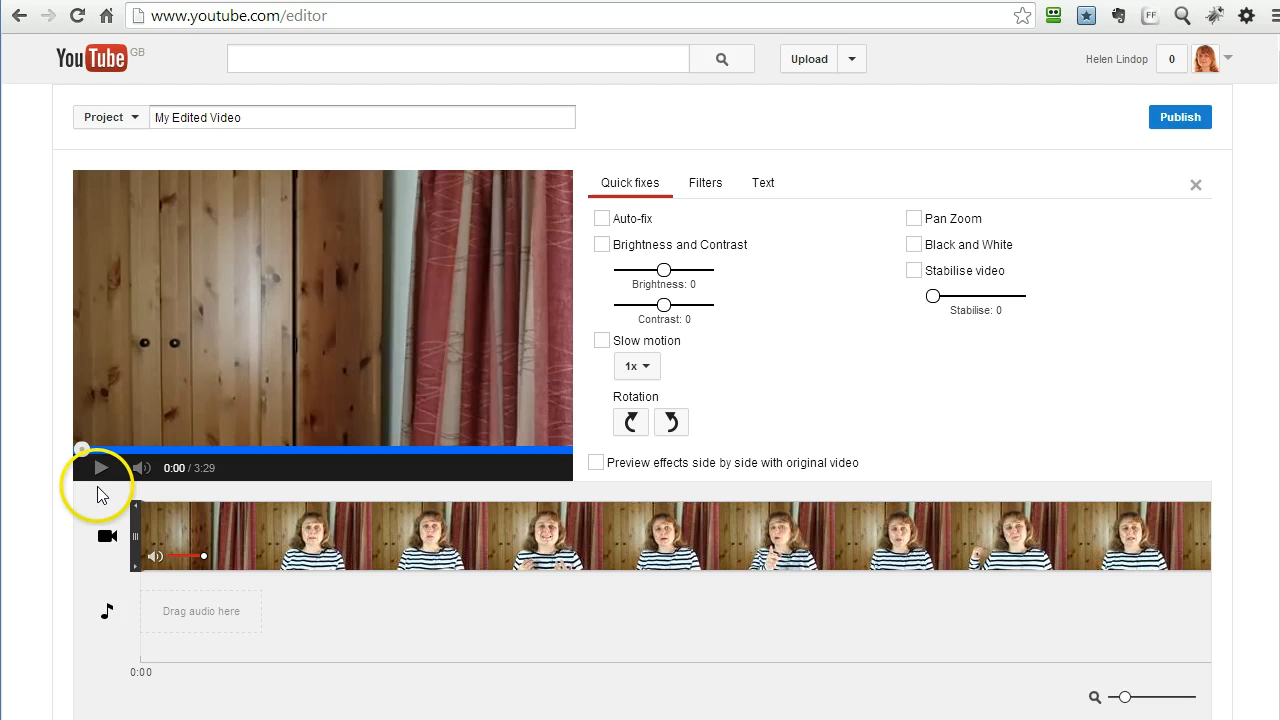 www.youtube.com/editor
FF
YouTube GB
Upload
Helen Lindop
0
Project
My Edited Video
Publish
Quick fixes
Filters
Text
Auto-fix
Pan Zoom
Brightness and Contrast
Black and White
Stabilise video
Brightness: 0
Stabilise: 0
Contrast: 0
Slow motion
1x
Rotation
Preview effects side by side with original video
0:00 / 3:29
Drag audio here
0:00